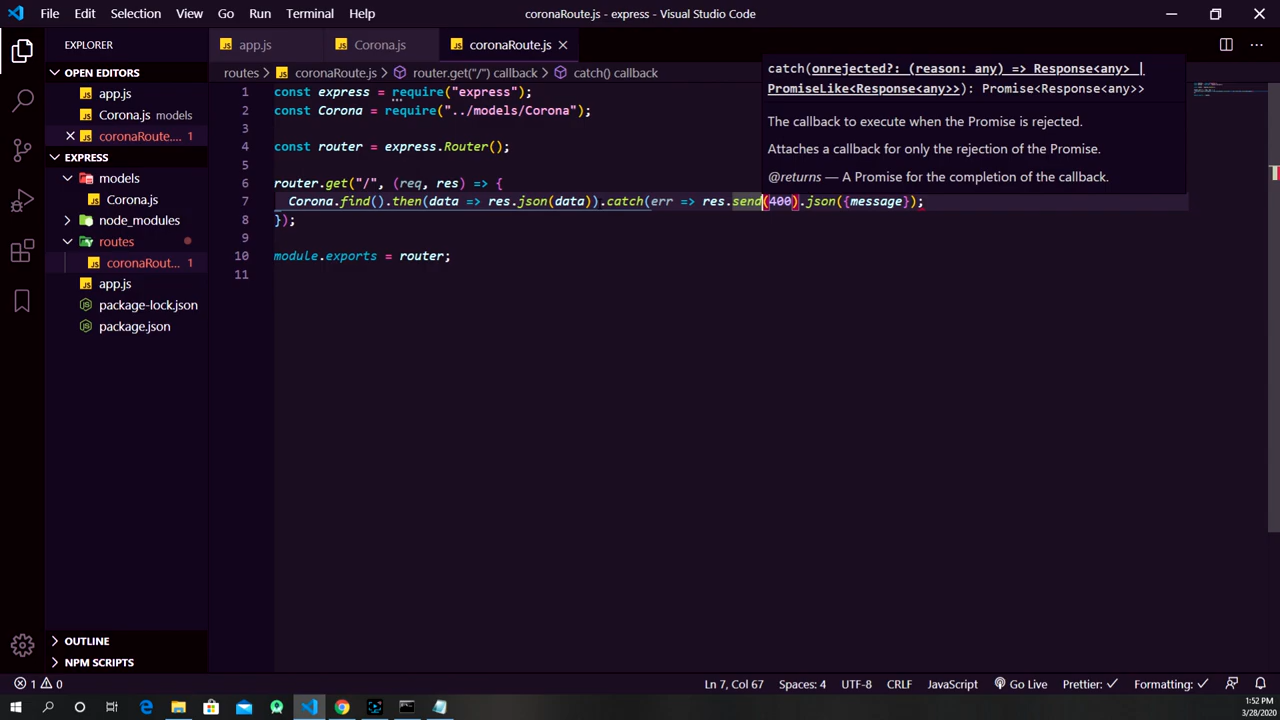 File Edit Selection View Go Run Terminal Help
coronaRoute.js - express - Visual Studio Code
EXPLORER
OPEN EDITORS
app.js
Corona.js models
coronaRoute.... 1
EXPRESS
models
Corona.js
node_modules
routes
coronaRout... 1
app.js
package-lock.json
package.json
OUTLINE
NPM SCRIPTS
app.js Corona.js coronaRoute.js
routes > coronaRoute.js > router.get("/") callback > catch() callback
1 const express = require("express");
2 const Corona = require("../models/Corona");
3
4 const router = express.Router();
5
6 router.get("/", (req, res) => {
7 Corona.find().then(data => res.json(data)).catch(err => res.send(400).json({message});
8 });
9
10 module.exports = router;
11
catch(onrejected?: (reason: any) => Response<any> |
PromiseLike<Response<any>>): Promise<Response<any>>
The callback to execute when the Promise is rejected.
Attaches a callback for only the rejection of the Promise.
@returns — A Promise for the completion of the callback.
1 0 Ln 7, Col 67 Spaces: 4 UTF-8 CRLF JavaScript Go Live Prettier: ✓ Formatting: ✓
1:52 PM
3/28/2020